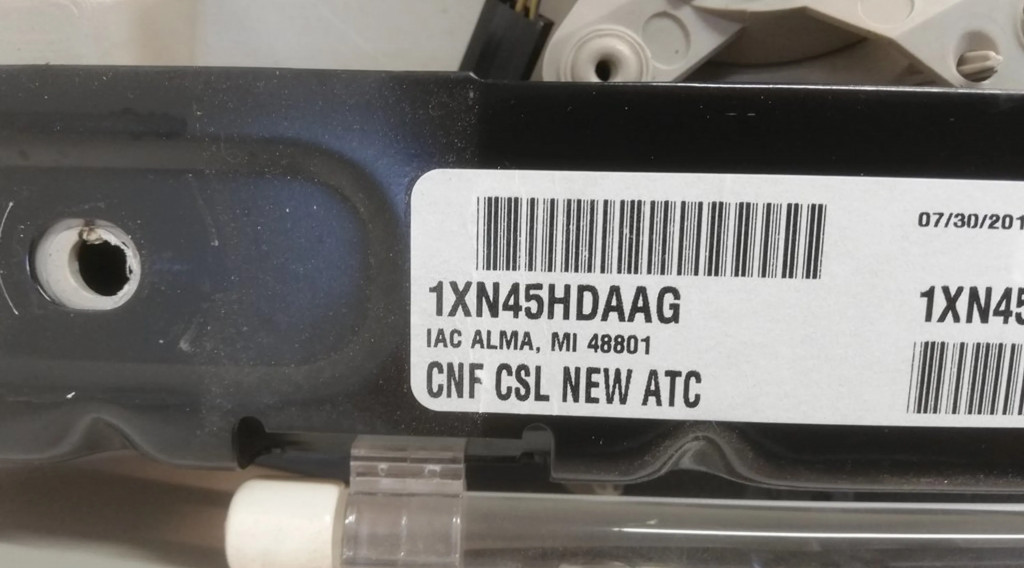 07/30/201
1XN45HDAAG
1XN45
IAC ALMA, MI 48801
CNF CSL NEW ATC